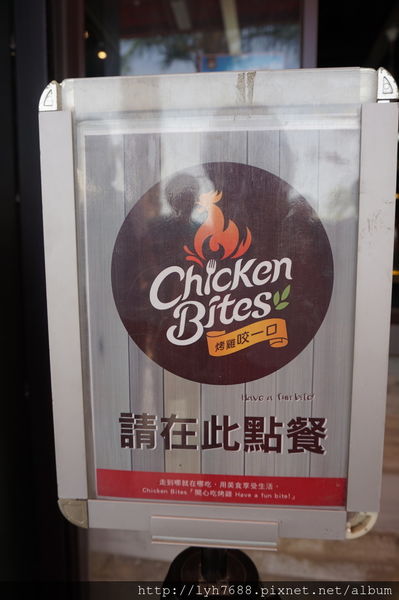 Chicken
Bites
烤雞咬一口
Have a fun bite!
請在此點餐
走到哪就在哪吃，用美食享受生活。
Chicken Bites「開心吃烤雞 Have a fun bite!」
http://lyh7688.pixnet.net/album